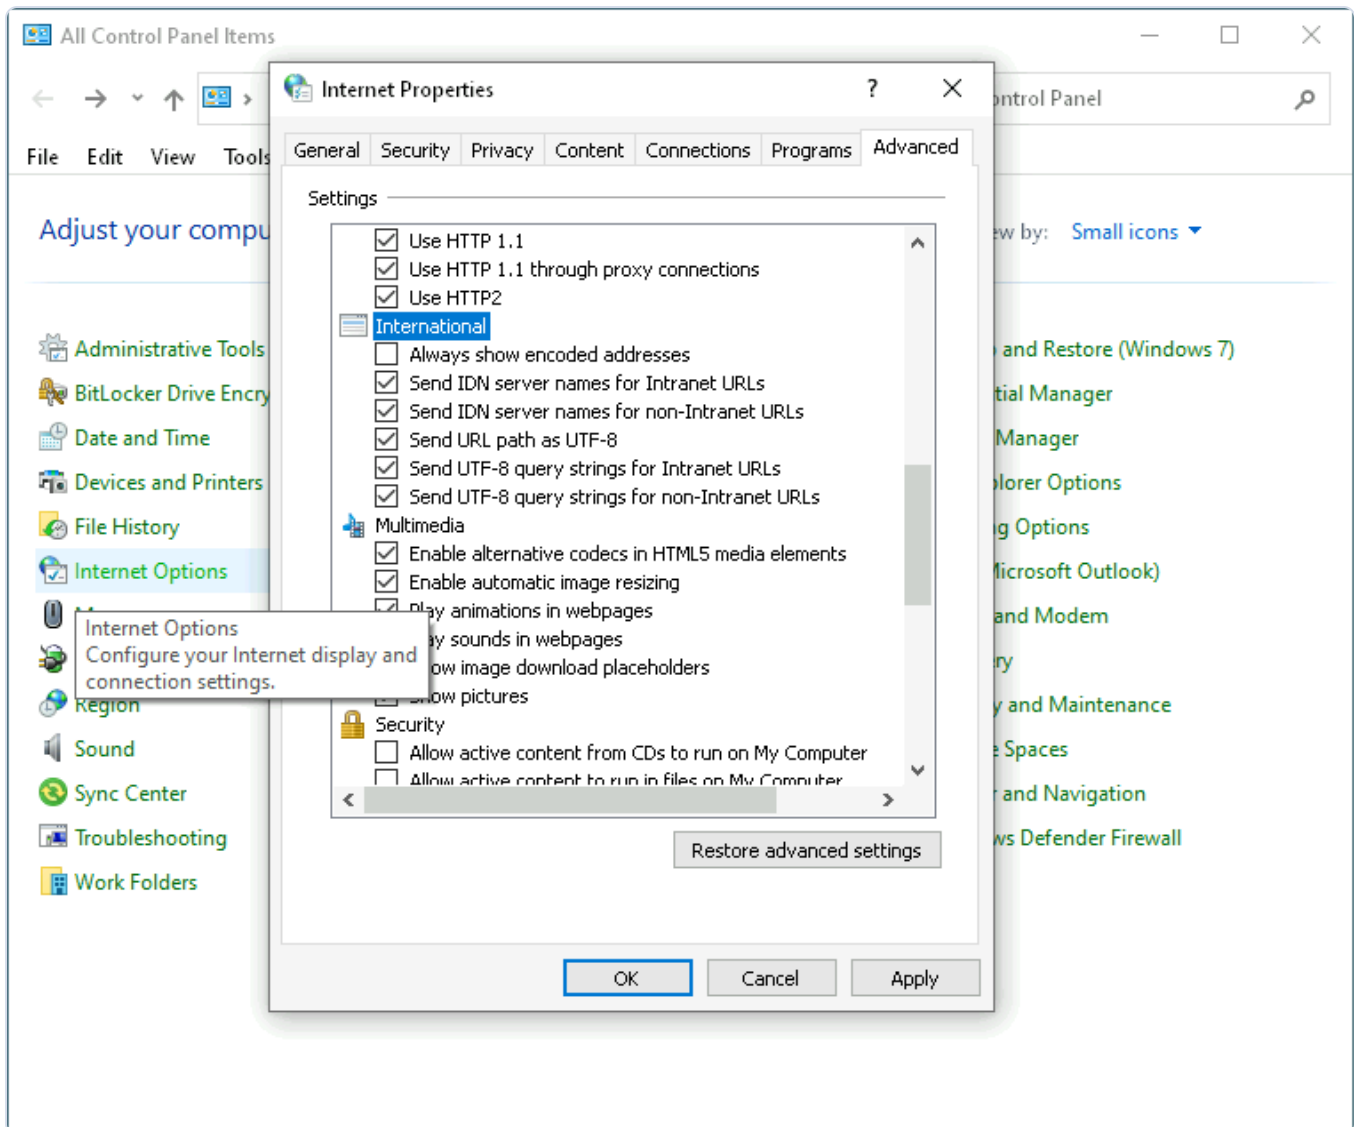 All Control Panel Items
Internet Properties
?
ontrol Panel
File Edit View Tools
General Security Privacy Content Connections Programs Advanced
Settings
Adjust your compu
ew by: Small icons
Use HTTP 1.1
Use HTTP 1.1 through proxy connections
Use HTTP2
International
Always show encoded addresses
Send IDN server names for Intranet URLs
Send IDN server names for non-Intranet URLs
Send URL path as UTF-8
Send UTF-8 query strings for Intranet URLs
Send UTF-8 query strings for non-Intranet URLs
Multimedia
Enable alternative codecs in HTML5 media elements
Enable automatic image resizing
Play animations in webpages
ay sounds in webpages
ow image download placeholders
Show pictures
Security
Allow active content from CDs to run on My Computer
Allow active content to run in files on My Computer
Restore advanced settings
OK Cancel Apply
Administrative Tools
BitLocker Drive Encry
Date and Time
Devices and Printers
File History
Internet Options
Internet Options
Configure your Internet display and
connection settings.
Region
Sound
Sync Center
Troubleshooting
Work Folders
and Restore (Windows 7)
tial Manager
Manager
plorer Options
g Options
Microsoft Outlook)
and Modem
ry
y and Maintenance
e Spaces
r and Navigation
ws Defender Firewall